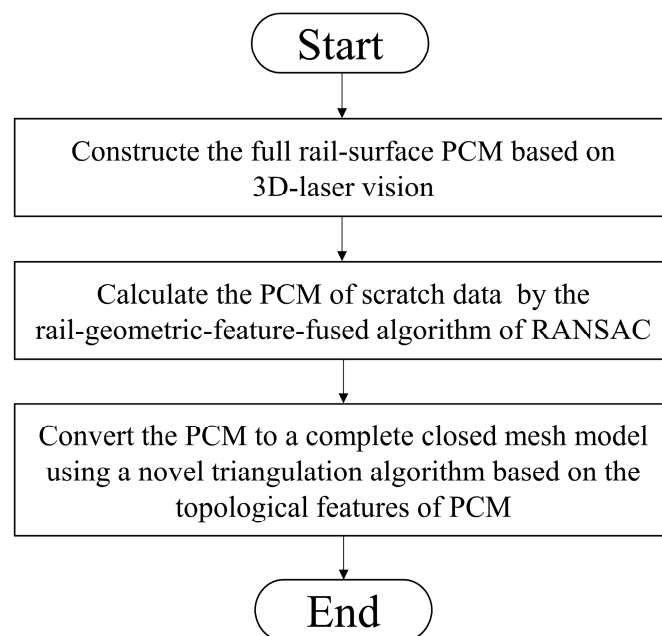 Start
Constructe the full rail-surface PCM based on
3D-laser vision
Calculate the PCM of scratch data by the
rail-geometric-feature-fused algorithm of RANSAC
Convert the PCM to a complete closed mesh model
using a novel triangulation algorithm based on the
topological features of PCM
End